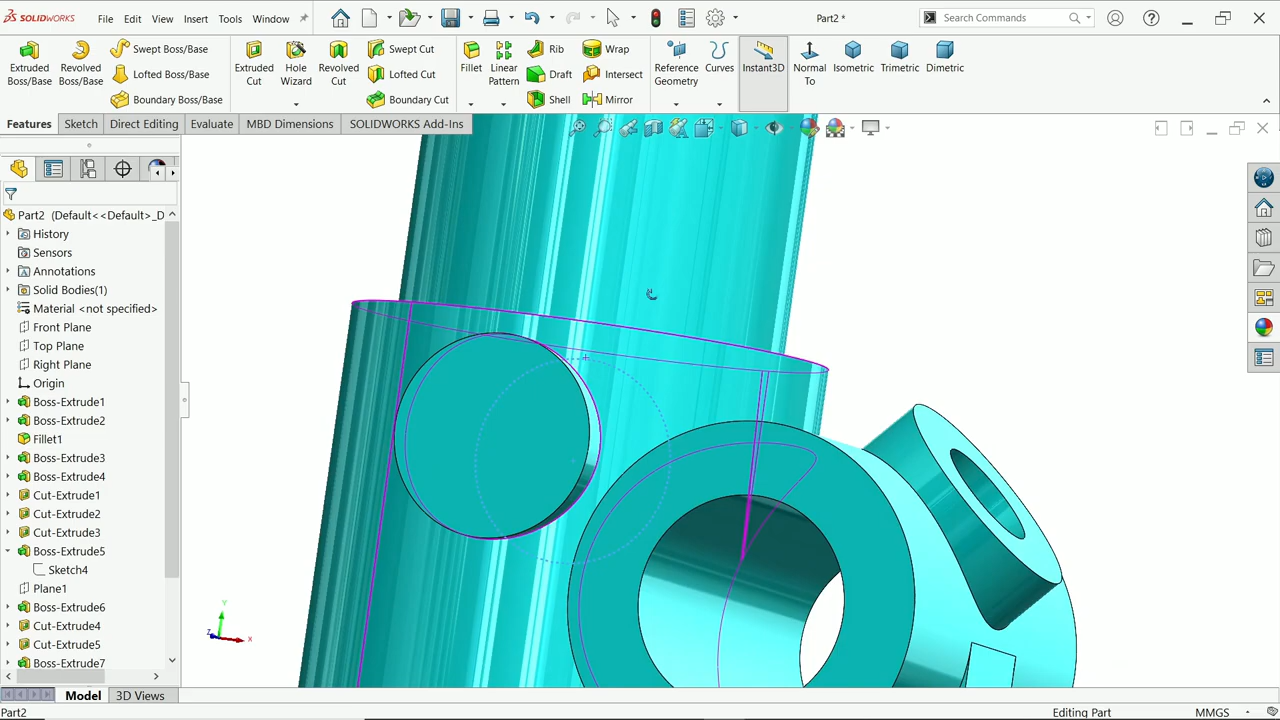 SOLIDWORKS File Edit View Insert Tools Window Part2 * Search Commands
Extruded Boss/Base
Revolved Boss/Base
Swept Boss/Base
Lofted Boss/Base
Boundary Boss/Base
Extruded Cut
Hole Wizard
Revolved Cut
Swept Cut
Lofted Cut
Boundary Cut
Fillet
Linear Pattern
Rib
Draft
Shell
Wrap
Intersect
Mirror
Reference Geometry
Curves
Instant3D
Normal To
Isometric
Trimetric
Dimetric
Features Sketch Direct Editing Evaluate MBD Dimensions SOLIDWORKS Add-Ins
Part2 (Default<<Default>_D
History
Sensors
Annotations
Solid Bodies(1)
Material <not specified>
Front Plane
Top Plane
Right Plane
Origin
Boss-Extrude1
Boss-Extrude2
Fillet1
Boss-Extrude3
Boss-Extrude4
Cut-Extrude1
Cut-Extrude2
Cut-Extrude3
Boss-Extrude5
Sketch4
Plane1
Boss-Extrude6
Cut-Extrude4
Cut-Extrude5
Boss-Extrude7
Y
Z X
Model 3D Views
Part2 Editing Part MMGS